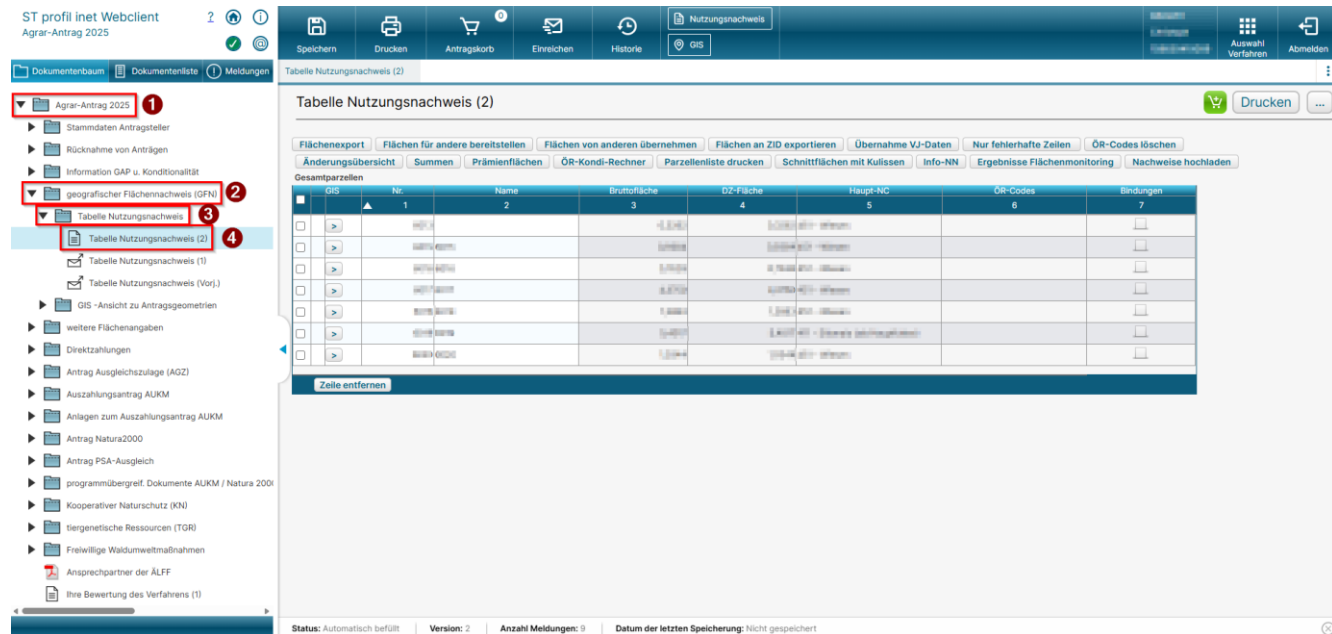 ST profil inet Webclient
?
Agrar-Antrag 2025
Speichern
Drucken
0
Antragskorb
Einreichen
Historie
Nutzungsnachweis
GIS
Auswahl Verfahren
Abmelden
Dokumentenbaum
Dokumentenliste
Meldungen
Tabelle Nutzungsnachweis (2)
Agrar-Antrag 2025
1
Stammdaten Antragsteller
Rücknahme von Anträgen
Information GAP u. Konditionalität
geografischer Flächennachweis (GFN)
2
Tabelle Nutzungsnachweis
3
Tabelle Nutzungsnachweis (2)
4
Tabelle Nutzungsnachweis (1)
Tabelle Nutzungsnachweis (Vorj.)
GIS -Ansicht zu Antragsgeometrien
weitere Flächenangaben
Direktzahlungen
Antrag Ausgleichszulage (AGZ)
Auszahlungsantrag AUKM
Anlagen zum Auszahlungsantrag AUKM
Antrag Natura2000
Antrag PSA-Ausgleich
programmübergreif. Dokumente AUKM / Natura 200
Kooperativer Naturschutz (KN)
tiergenetische Ressourcen (TGR)
Freiwillige Waldumweltmaßnahmen
Ansprechpartner der ÄLFF
Ihre Bewertung des Verfahrens (1)
Tabelle Nutzungsnachweis (2)
Drucken
...
Flächenexport Flächen für andere bereitstellen Flächen von anderen übernehmen Flächen an ZID exportieren Übernahme VJ-Daten Nur fehlerhafte Zeilen ÖR-Codes löschen
Änderungsübersicht Summen Prämienflächen ÖR-Kondi-Rechner Parzellenliste drucken Schnittflächen mit Kulissen Info-NN Ergebnisse Flächenmonitoring Nachweise hochladen
Gesamtparzellen
GIS Nr. Name Bruttofläche DZ-Fläche Haupt-NC ÖR-Codes Bindungen
1 2 3 4 5 6 7
>
>
>
>
>
>
>
Zeile entfernen
Status: Automatisch befüllt Version: 2 Anzahl Meldungen: 9 Datum der letzten Speicherung: Nicht gespeichert